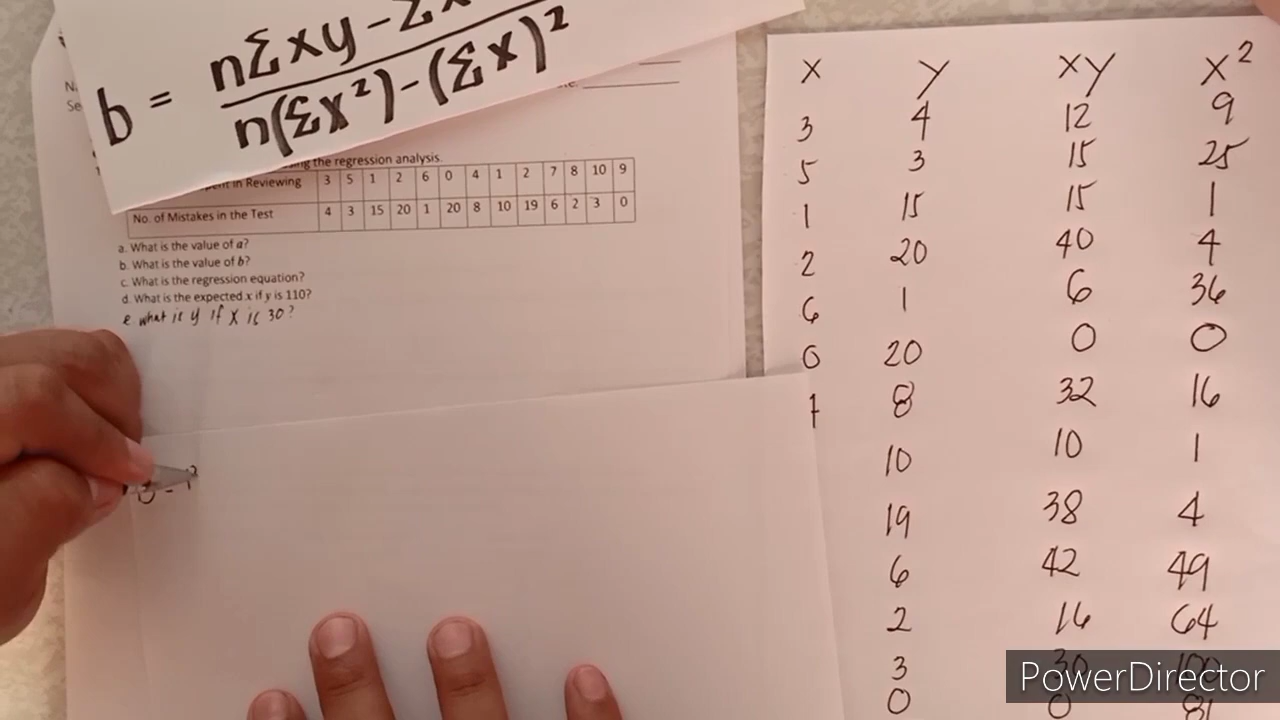 b = nΣxy - Σx
n(Σx²) - (Σx)²
N
Se
the regression analysis.
in Reviewing 3 5 1 2 6 0 4 1 2 7 8 10 9
No. of Mistakes in the Test 4 3 15 20 1 20 8 10 19 6 2 3 0
a. What is the value of a?
b. What is the value of b?
c. What is the regression equation?
d. What is the expected x if y is 110?
e what is y if x is 30?
x y xy x²
3 4 12 9
5 3 15 25
1 15 15 1
2 20 40 4
6 1 6 36
0 20 0 0
8 32 16
10 10 1
19 38 4
6 42 49
2 16 64
3 30 100
0 0 81
PowerDirector